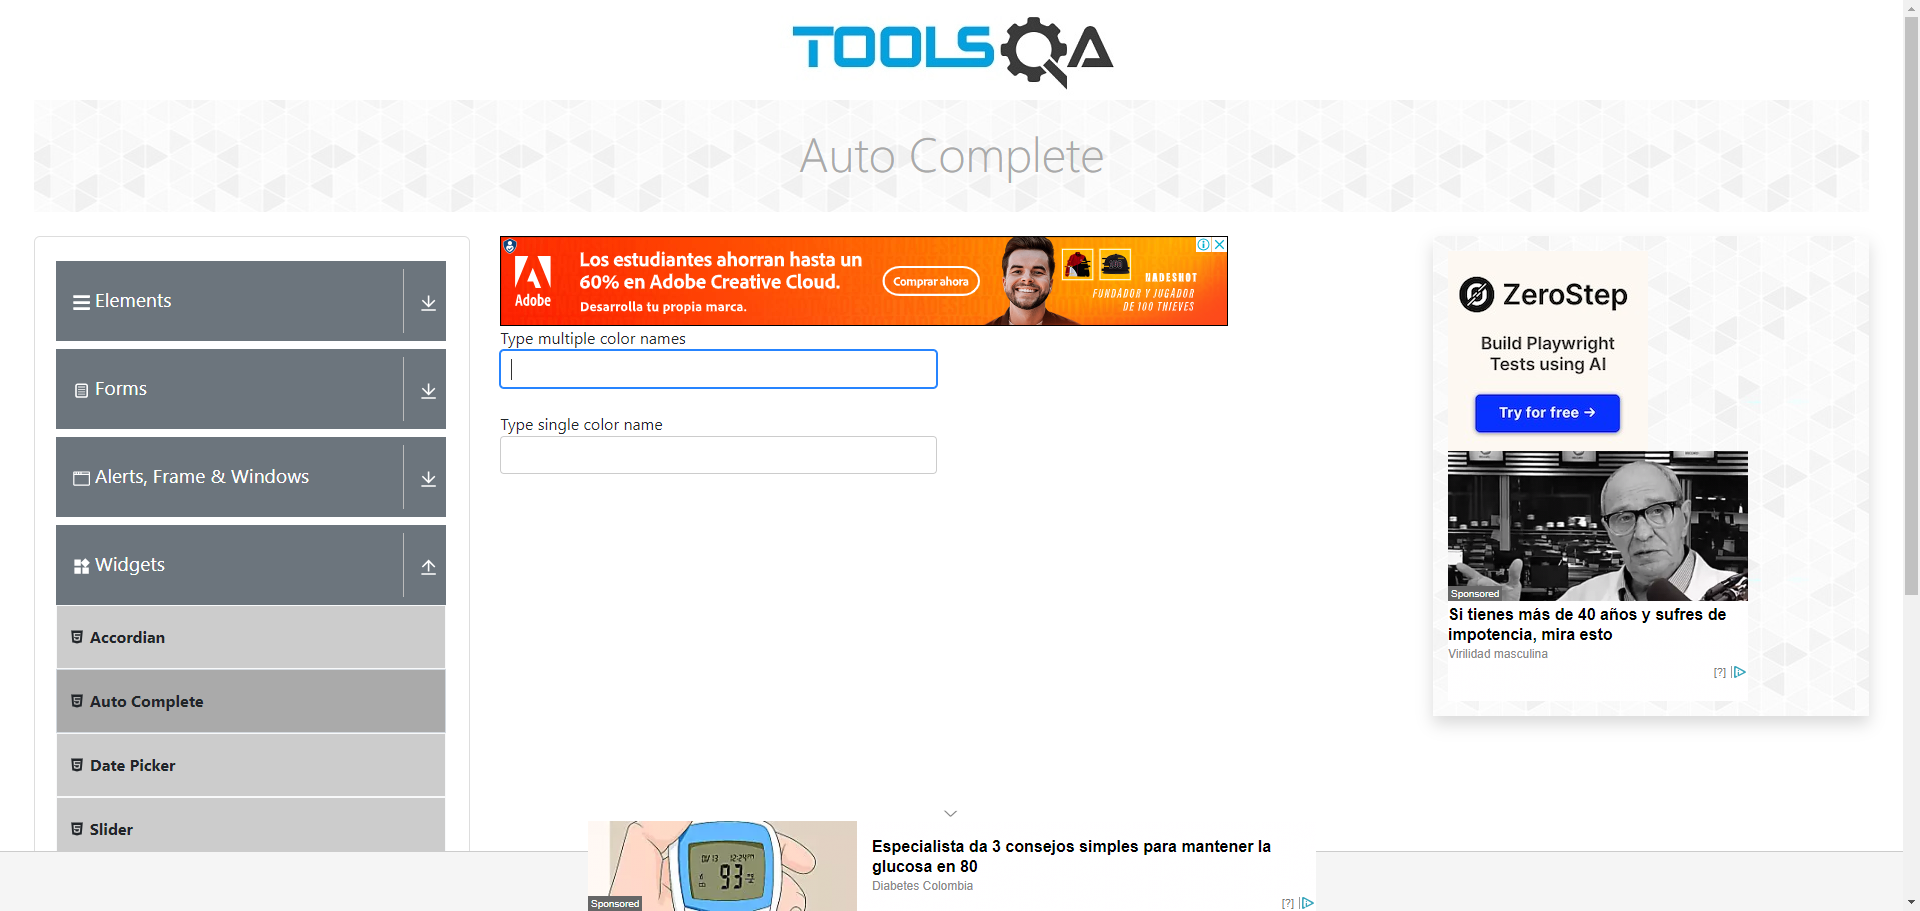 TOOLSQA
Auto Complete
Elements
Forms
Alerts, Frame & Windows
Widgets
Accordian
Auto Complete
Date Picker
Slider
Adobe
Los estudiantes ahorran hasta un
60% en Adobe Creative Cloud.
Desarrolla tu propia marca.
Comprar ahora
NADESHOT
FUNDADOR Y JUGADOR
DE 100 THIEVES
Type multiple color names
Type single color name
ZeroStep
Build Playwright
Tests using AI
Try for free →
Sponsored
Si tienes más de 40 años y sufres de
impotencia, mira esto
Virilidad masculina
[?]
12:24
93
Sponsored
Especialista da 3 consejos simples para mantener la
glucosa en 80
Diabetes Colombia
[?]